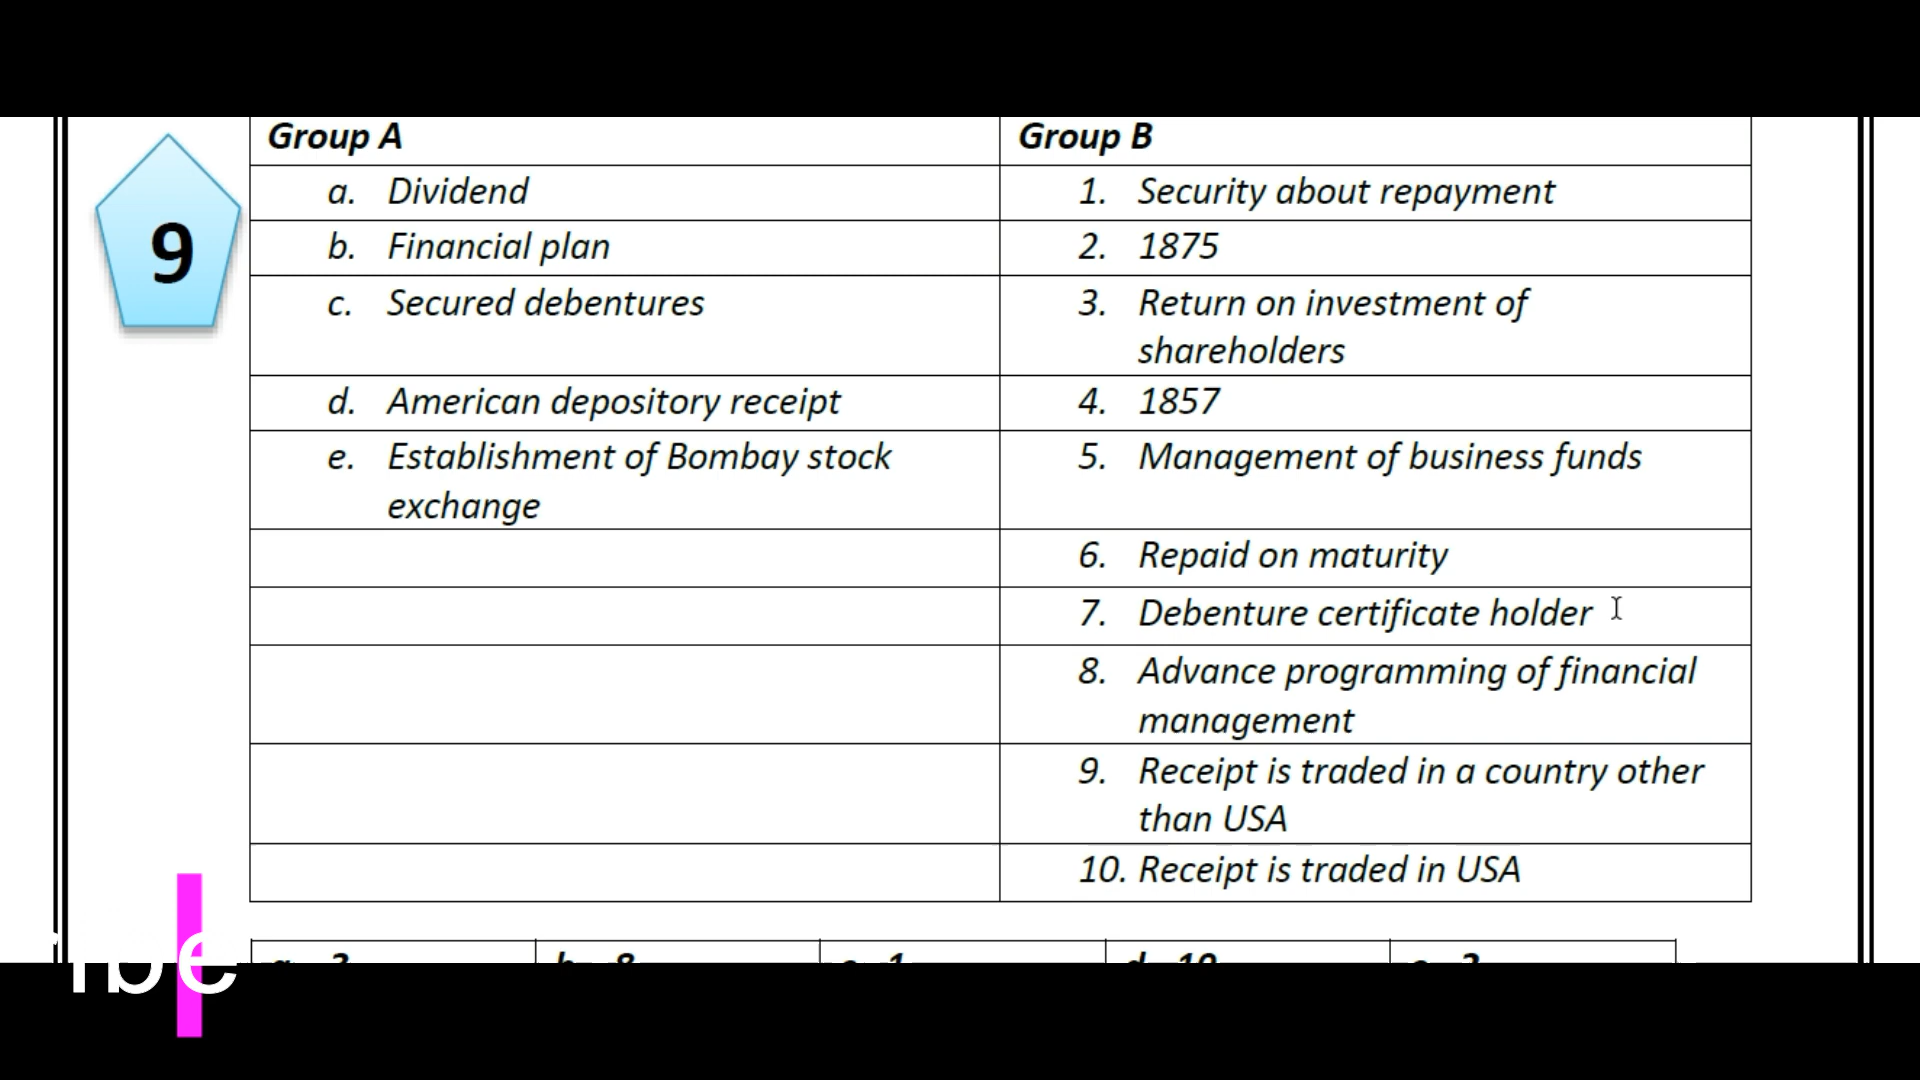 Group A Group B
9
a. Dividend 1. Security about repayment
b. Financial plan 2. 1875
c. Secured debentures 3. Return on investment of
shareholders
d. American depository receipt 4. 1857
e. Establishment of Bombay stock 5. Management of business funds
exchange
6. Repaid on maturity
7. Debenture certificate holder
8. Advance programming of financial
management
9. Receipt is traded in a country other
than USA
10. Receipt is traded in USA